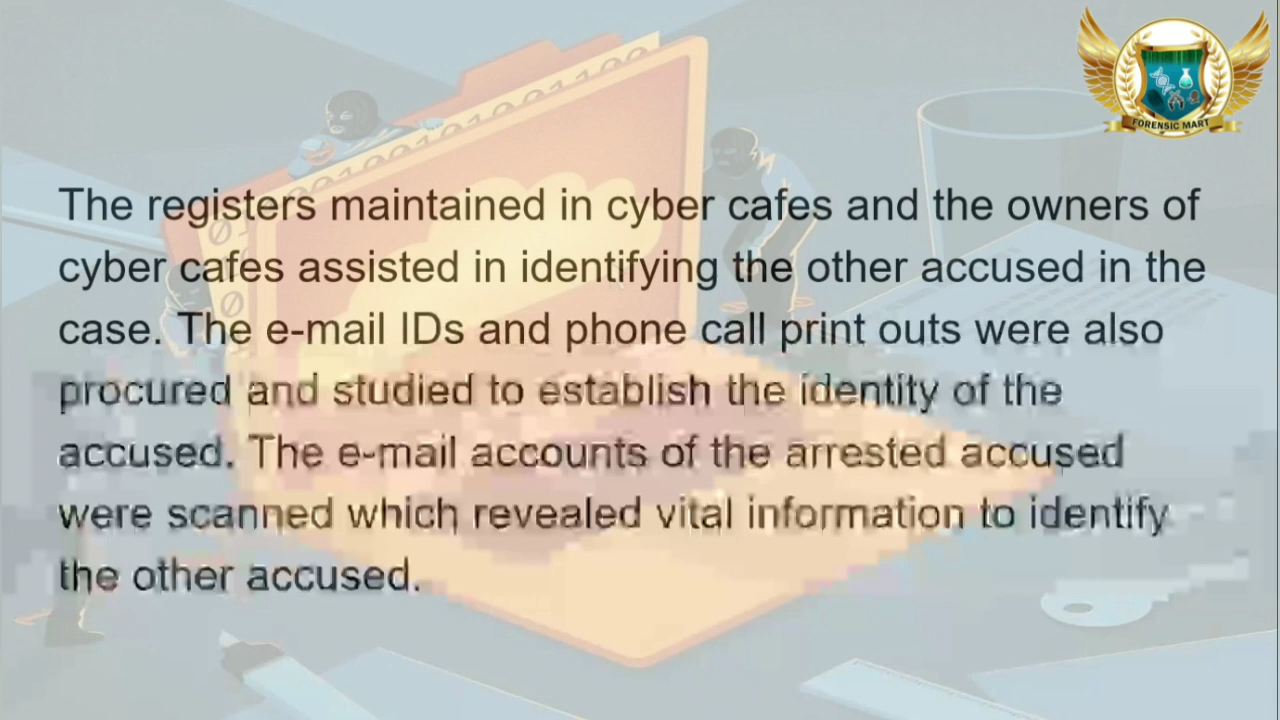 FORENSIC MART
The registers maintained in cyber cafes and the owners of
cyber cafes assisted in identifying the other accused in the
case. The e-mail IDs and phone call print outs were also
procured and studied to establish the identity of the
accused. The e-mail accounts of the arrested accused
were scanned which revealed vital information to identify
the other accused.